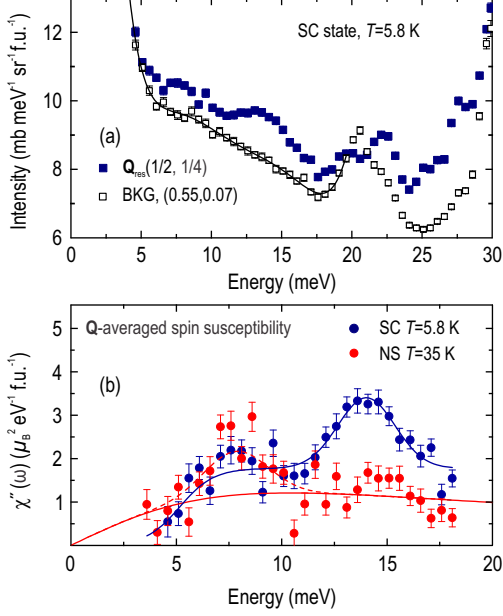 SC state, T=5.8 K
12
10
8
6
Intensity (mb meV⁻¹ sr⁻¹ f.u.⁻¹)
(a)
Q_res(1/2, 1/4)
BKG, (0.55,0.07)
0 5 10 15 20 25 30
Energy (meV)
Q-averaged spin susceptibility
SC T=5.8 K
NS T=35 K
(b)
5
4
3
2
1
χ″ (ω) (μ_B² eV⁻¹ f.u.⁻¹)
0 5 10 15 20
Energy (meV)